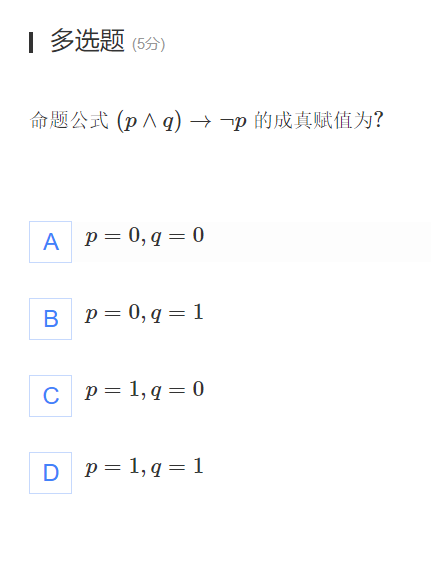 多选题 (5分)
命题公式 (p ∧ q) → ¬p 的成真赋值为?
A p = 0, q = 0
B p = 0, q = 1
C p = 1, q = 0
D p = 1, q = 1